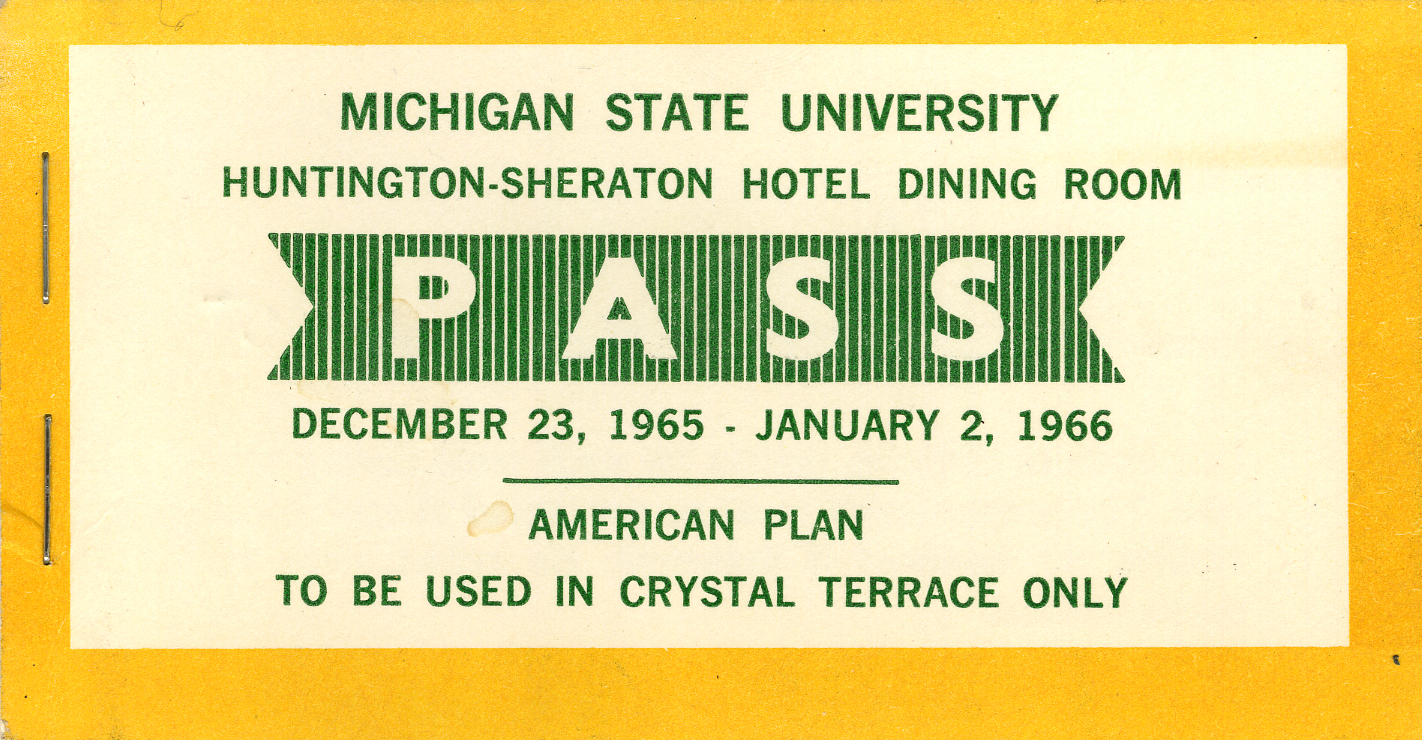 MICHIGAN STATE UNIVERSITY
HUNTINGTON-SHERATON HOTEL DINING ROOM
PASS
DECEMBER 23, 1965 - JANUARY 2, 1966
AMERICAN PLAN
TO BE USED IN CRYSTAL TERRACE ONLY